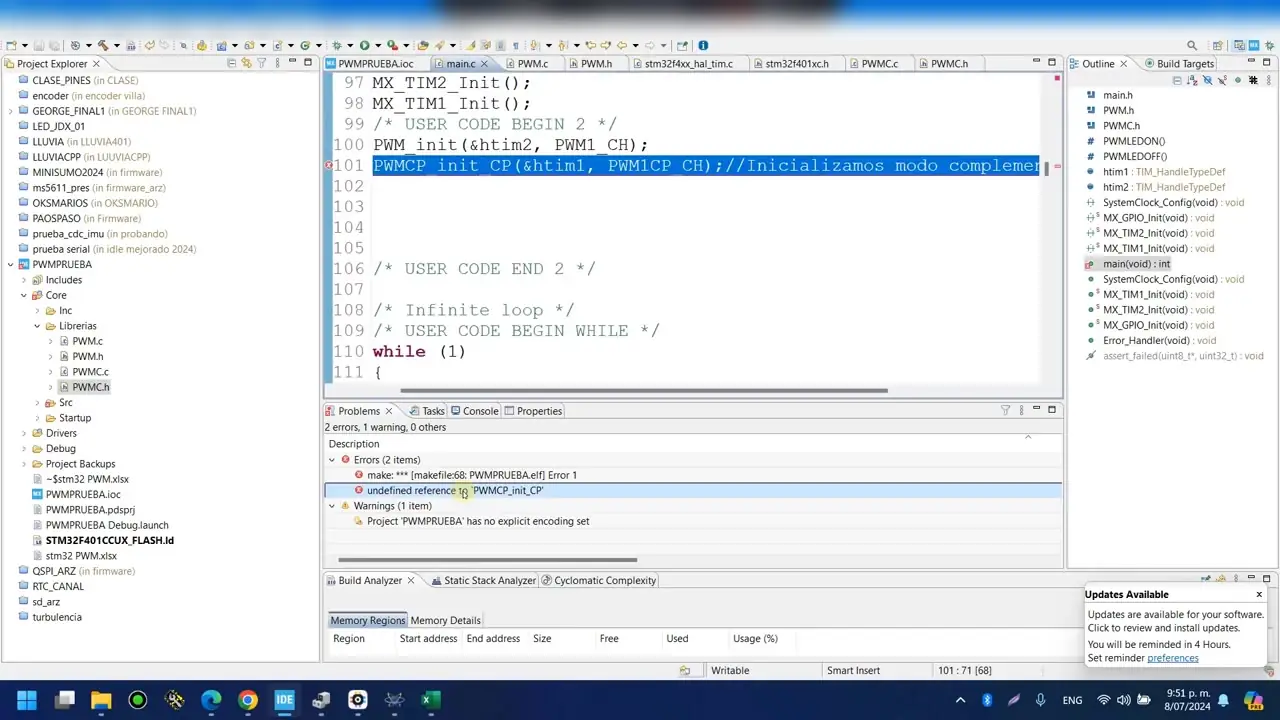 PWMPRUEBA.ioc
main.c
PWM.c
PWM.h
stm32f4xx_hal_tim.c
stm32f401xc.h
PWMC.c
PWMC.h
Project Explorer
CLASE_PINES (in CLASE)
encoder (in encoder villa)
GEORGE_FINAL1 (in GEORGE FINAL1)
LED_JDX_01
LLUVIA (in LLUVIA401)
LLUVIACPP (in LUUVIACPP)
MINISUMO2024 (in firmware)
ms5611_pres (in firmware_arz)
OKSMARIOS (in OKSMARIO)
PAOSPASO (in Firmware)
prueba_cdc_imu (in probando)
prueba serial (in idle mejorado 2024)
PWMPRUEBA
Includes
Core
Inc
Librerias
PWM.c
PWM.h
PWMC.c
PWMC.h
Src
Startup
Drivers
Debug
Project Backups
~$stm32 PWM.xlsx
PWMPRUEBA.ioc
PWMPRUEBA.pdsprj
PWMPRUEBA Debug.launch
STM32F401CCUX_FLASH.ld
stm32 PWM.xlsx
QSPI_ARZ (in firmware)
RTC_CANAL
sd_arz
turbulencia
97 MX_TIM2_Init();
98 MX_TIM1_Init();
99 /* USER CODE BEGIN 2 */
100 PWM_init(&htim2, PWM1_CH);
101 PWMCP_init_CP(&htim1, PWM1CP_CH);//Inicializamos modo complemen
102
103
104
105
106 /* USER CODE END 2 */
107
108 /* Infinite loop */
109 /* USER CODE BEGIN WHILE */
110 while (1)
111 {
Outline
Build Targets
main.h
PWM.h
PWMC.h
PWMLEDON()
PWMLEDOFF()
htim1 : TIM_HandleTypeDef
htim2 : TIM_HandleTypeDef
SystemClock_Config(void) : void
MX_GPIO_Init(void) : void
MX_TIM2_Init(void) : void
MX_TIM1_Init(void) : void
main(void) : int
SystemClock_Config(void) : void
MX_TIM1_Init(void) : void
MX_TIM2_Init(void) : void
MX_GPIO_Init(void) : void
Error_Handler(void) : void
assert_failed(uint8_t*, uint32_t) : void
Problems
Tasks
Console
Properties
2 errors, 1 warning, 0 others
Description
Errors (2 items)
make: *** [makefile:68: PWMPRUEBA.elf] Error 1
undefined reference to `PWMCP_init_CP'
Warnings (1 item)
Project 'PWMPRUEBA' has no explicit encoding set
Build Analyzer
Static Stack Analyzer
Cyclomatic Complexity
Memory Regions
Memory Details
Region
Start address
End address
Size
Free
Used
Usage (%)
Updates Available
x
Updates are available for your software.
Click to review and install updates.
You will be reminded in 4 Hours.
Set reminder preferences
Writable
Smart Insert
101 : 71 [68]
IDE
ENG
9:51 p. m.
8/07/2024